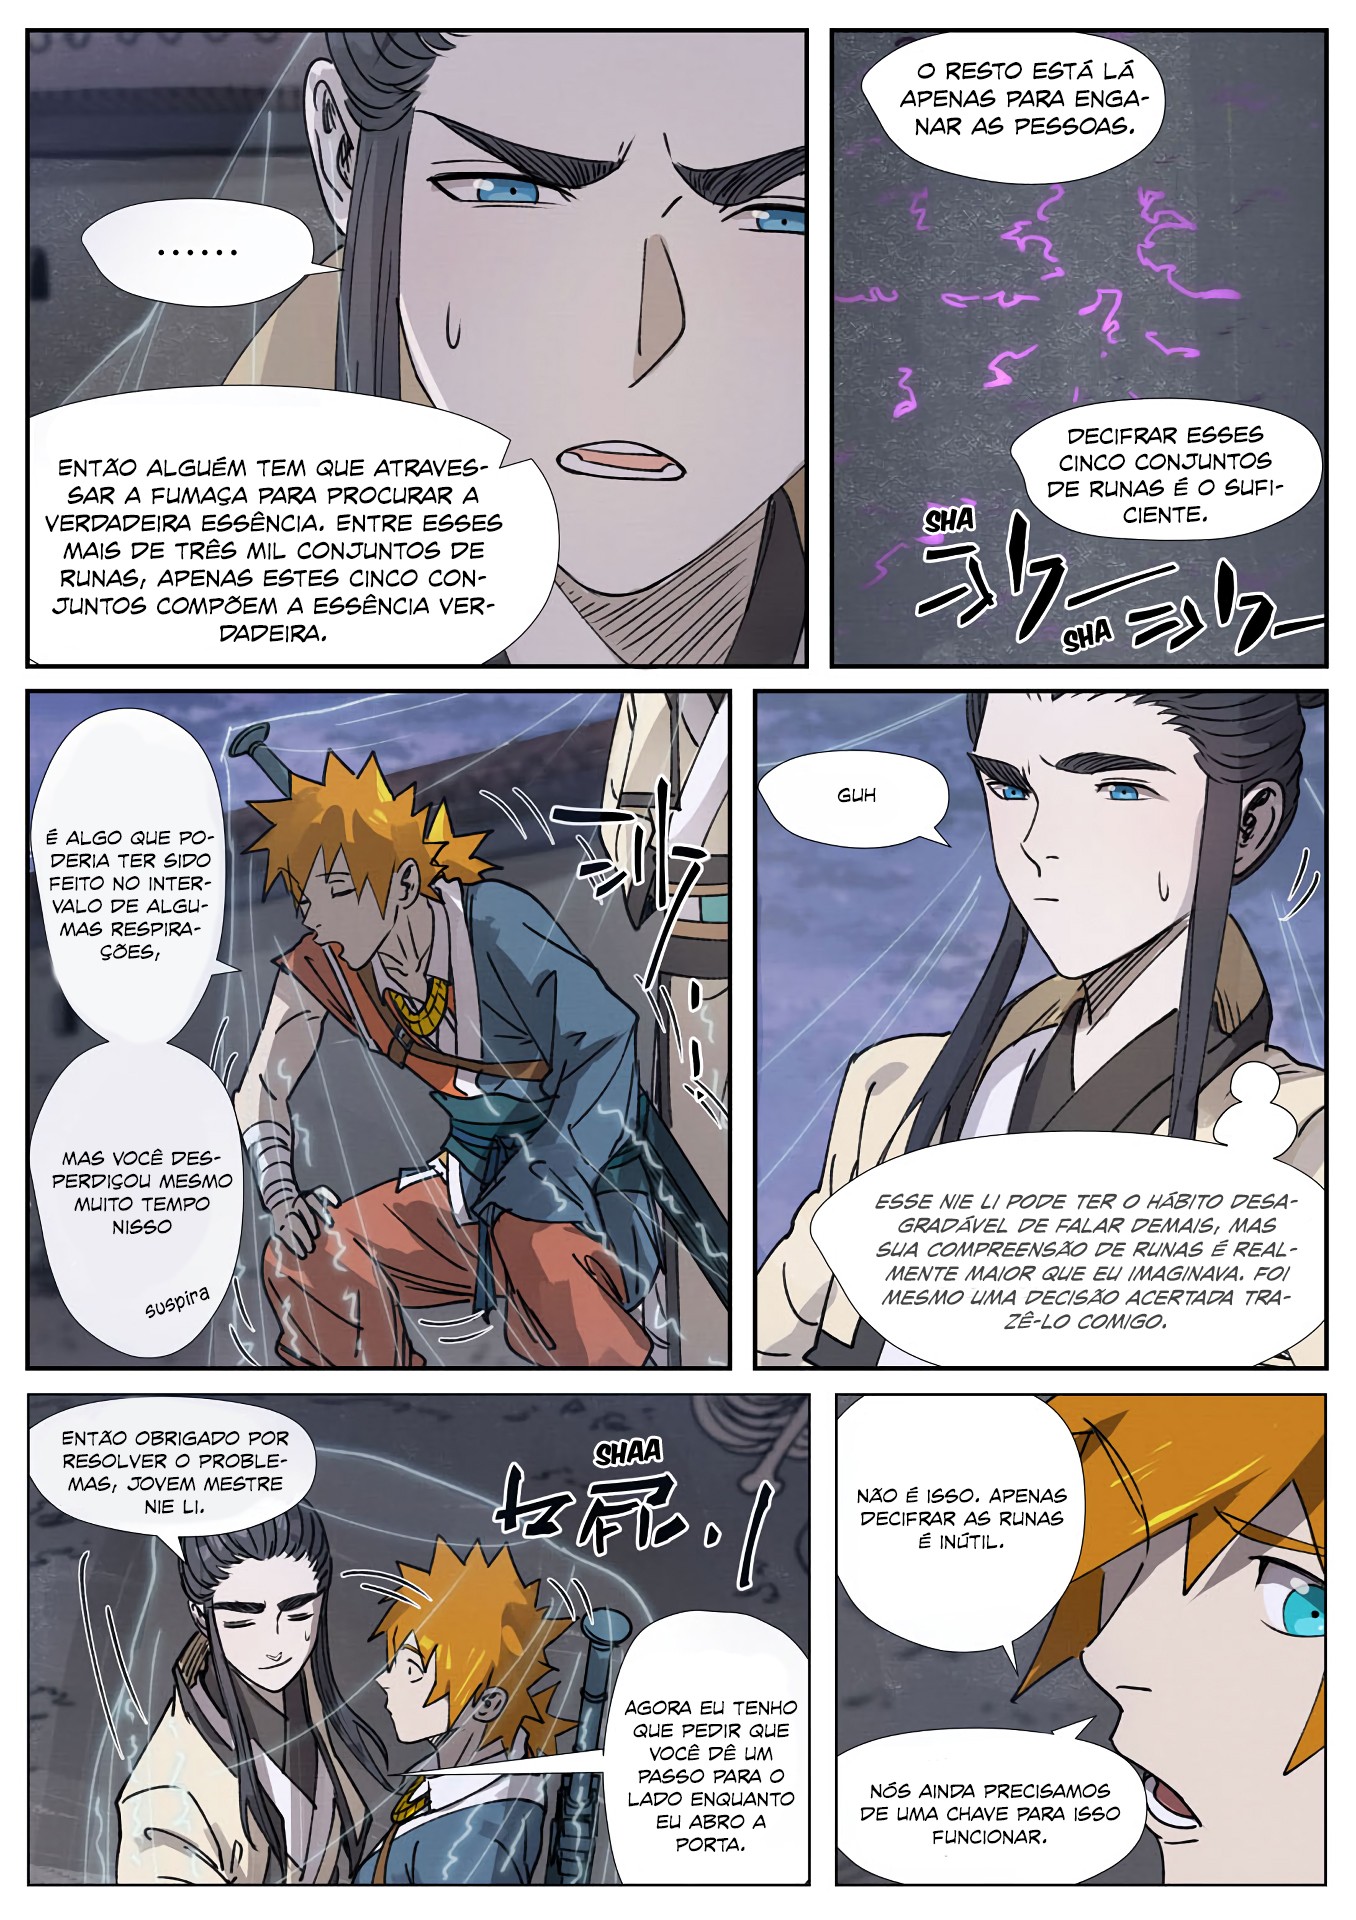 ......
ENTÃO ALGUÉM TEM QUE ATRAVES-
SAR A FUMAÇA PARA PROCURAR A
VERDADEIRA ESSÊNCIA. ENTRE ESSES
MAIS DE TRÊS MIL CONJUNTOS DE
RUNAS, APENAS ESTES CINCO CON-
JUNTOS COMPÕEM A ESSÊNCIA VER-
DADEIRA.
O RESTO ESTÁ LÁ
APENAS PARA ENGA-
NAR AS PESSOAS.
DECIFRAR ESSES
CINCO CONJUNTOS
DE RUNAS É O SUFI-
CIENTE.
SHA
SHA
É ALGO QUE PO-
DERIA TER SIDO
FEITO NO INTER-
VALO DE ALGU-
MAS RESPIRA-
ÇÕES,
MAS VOCÊ DES-
PERDIÇOU MESMO
MUITO TEMPO
NISSO
suspira
GUH
ESSE NIE LI PODE TER O HÁBITO DESA-
GRADÁVEL DE FALAR DEMAIS, MAS
SUA COMPREENSÃO DE RUNAS É REAL-
MENTE MAIOR QUE EU IMAGINAVA. FOI
MESMO UMA DECISÃO ACERTADA TRA-
ZÊ-LO COMIGO.
ENTÃO OBRIGADO POR
RESOLVER O PROBLE-
MAS, JOVEM MESTRE
NIE LI.
SHAA
AGORA EU TENHO
QUE PEDIR QUE
VOCÊ DÊ UM
PASSO PARA O
LADO ENQUANTO
EU ABRO A
PORTA.
NÃO É ISSO. APENAS
DECIFRAR AS RUNAS
É INÚTIL.
NÓS AINDA PRECISAMOS
DE UMA CHAVE PARA ISSO
FUNCIONAR.